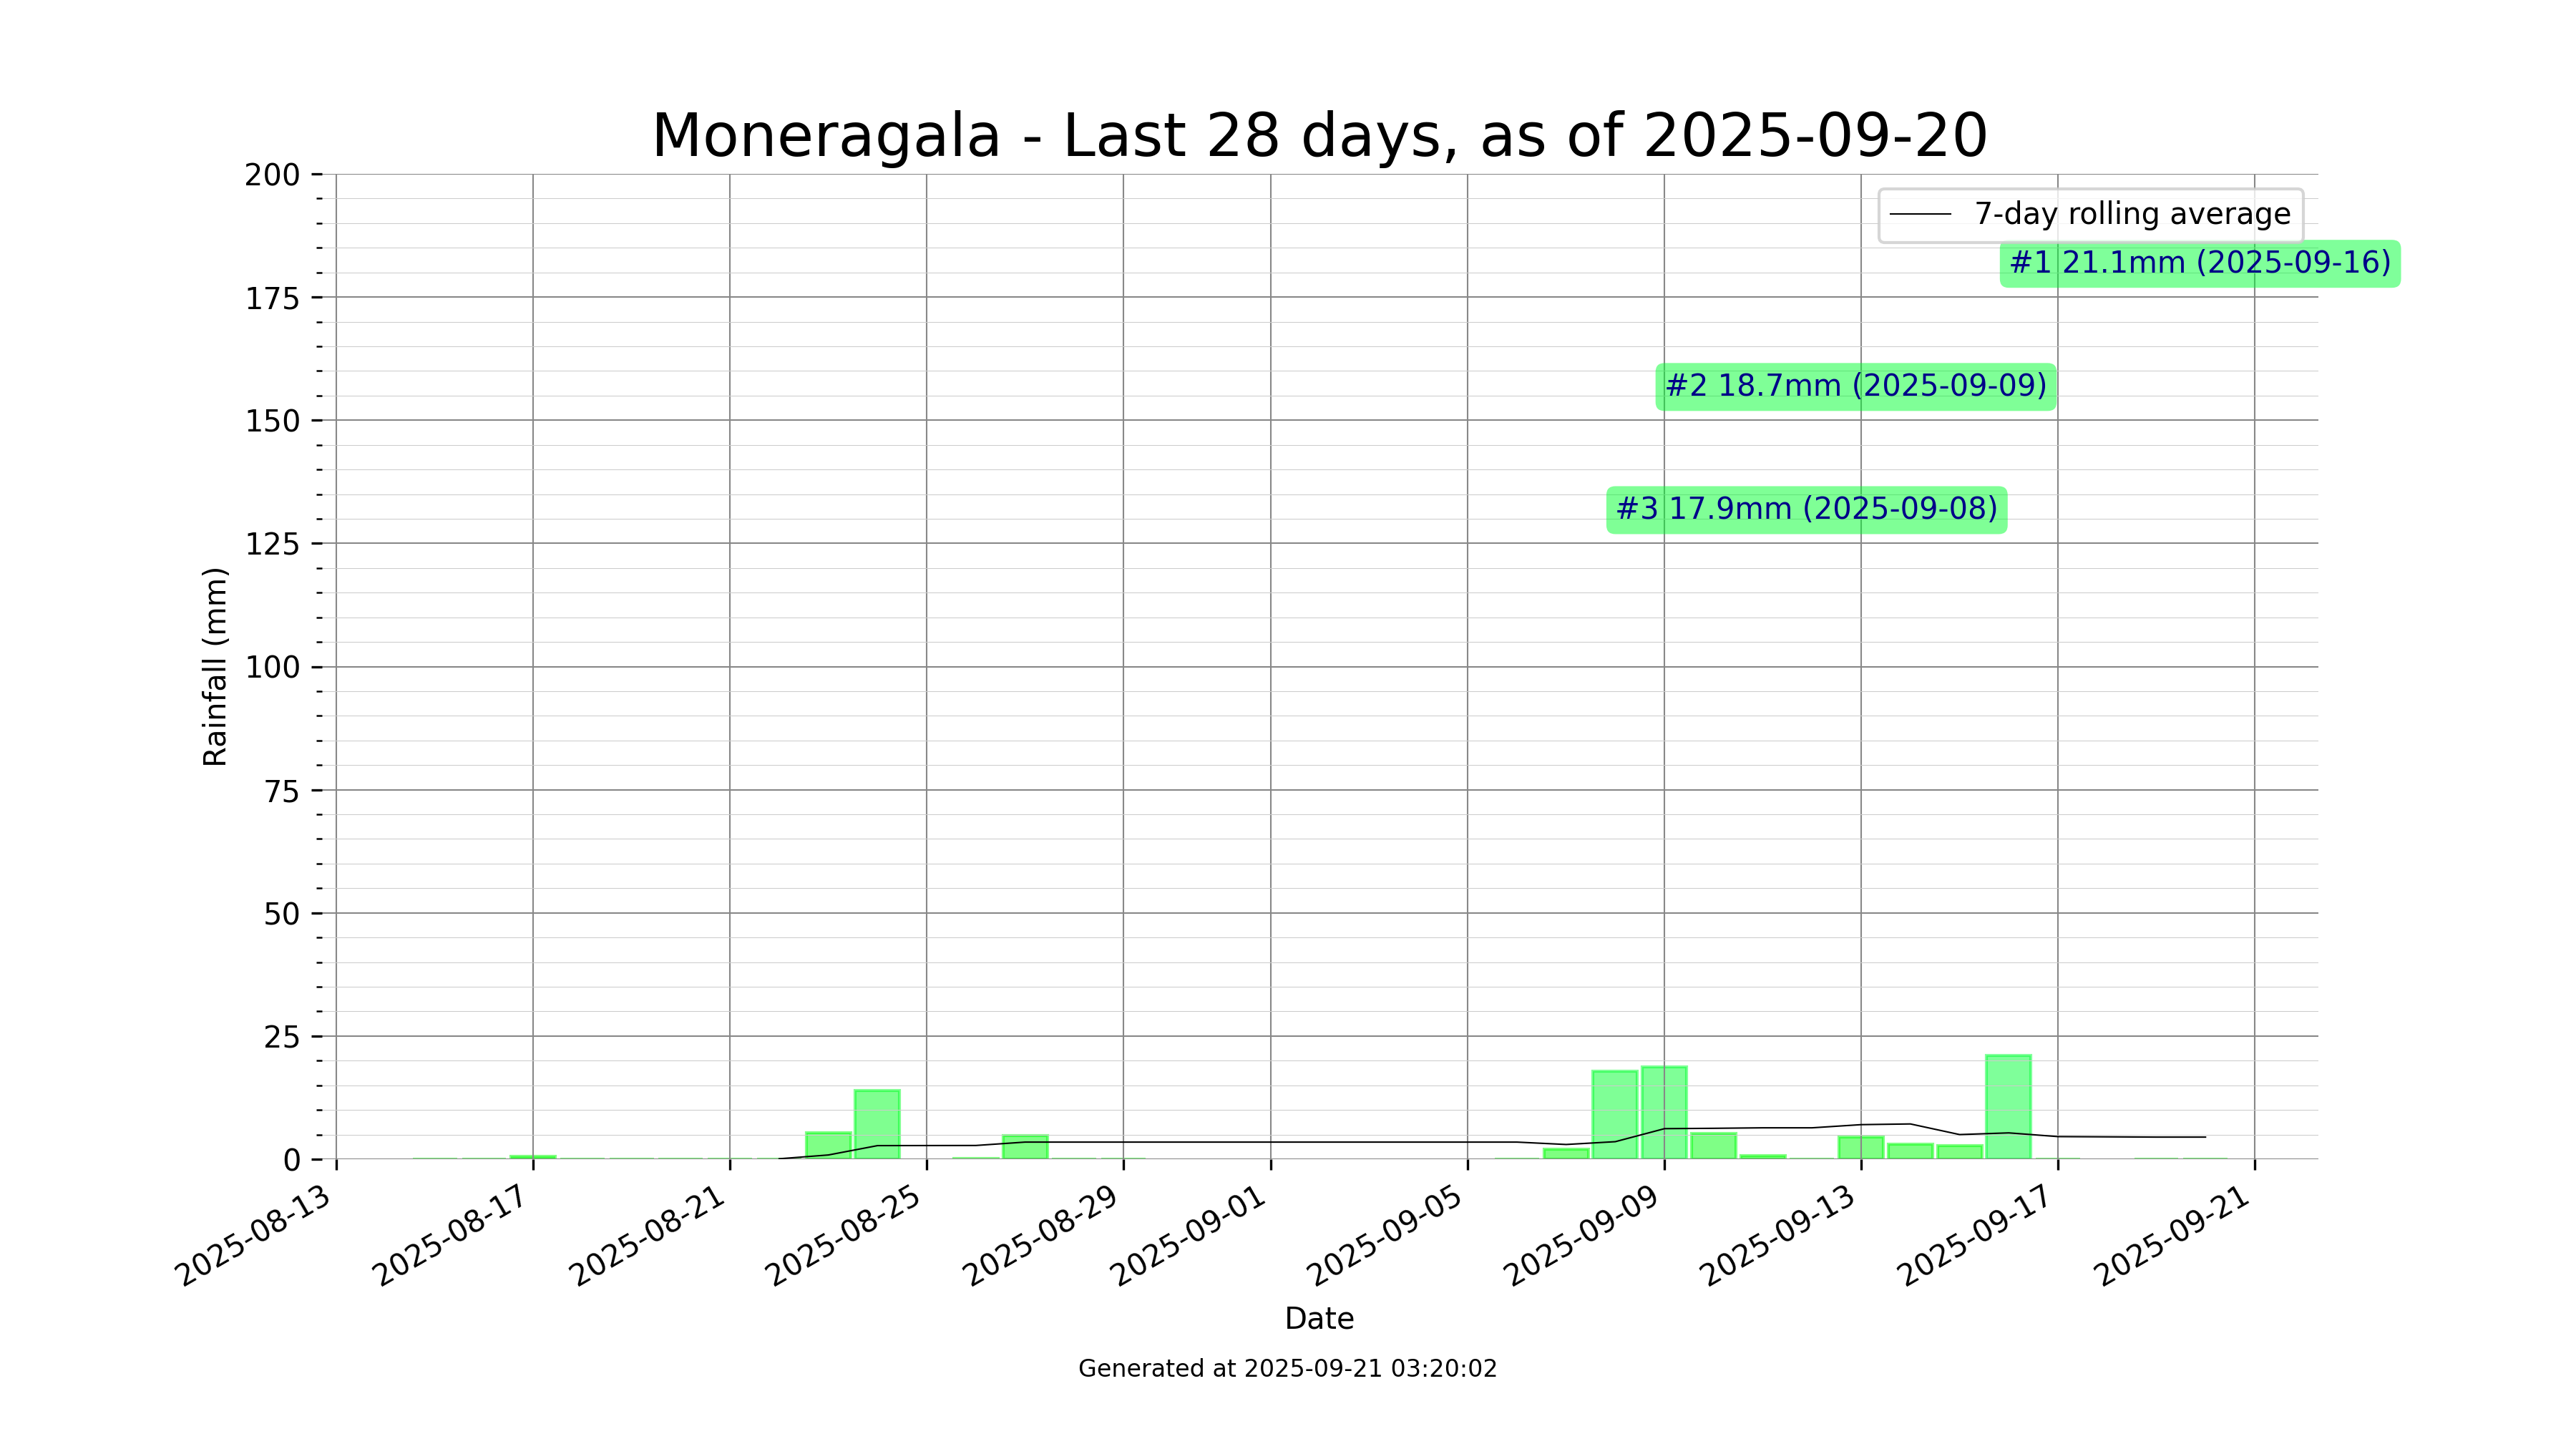 Moneragala - Last 28 days, as of 2025-09-20
200
175
150
125
100
75
50
25
0
Rainfall (mm)
7-day rolling average
#1 21.1mm (2025-09-16)
#2 18.7mm (2025-09-09)
#3 17.9mm (2025-09-08)
2025-08-13
2025-08-17
2025-08-21
2025-08-25
2025-08-29
2025-09-01
2025-09-05
2025-09-09
2025-09-13
2025-09-17
2025-09-21
Date
Generated at 2025-09-21 03:20:02